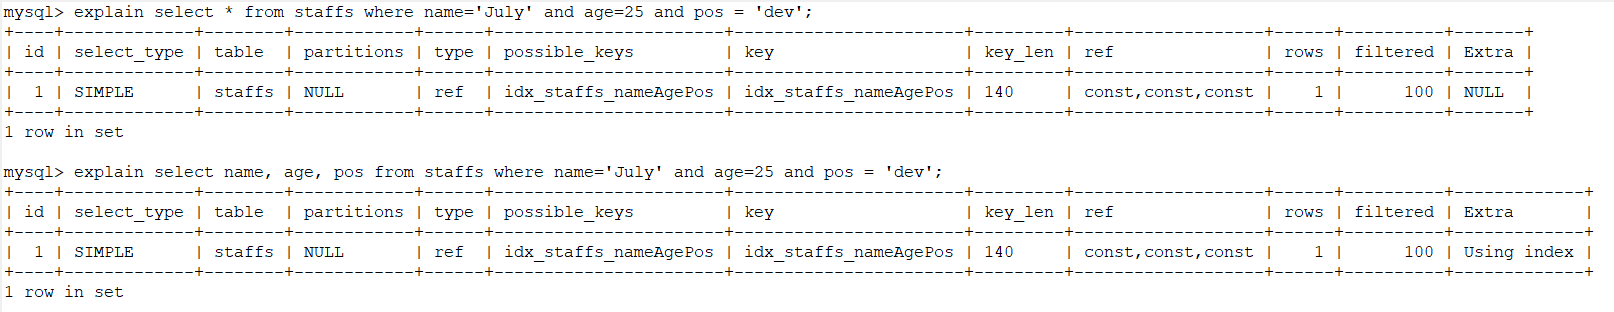 mysql> explain select * from staffs where name='July' and age=25 and pos = 'dev';
+----+-------------+--------+------------+------+-----------------------+-----------------------+---------+-------------------+------+----------+-------+
| id | select_type | table  | partitions | type | possible_keys         | key                   | key_len | ref               | rows | filtered | Extra |
+----+-------------+--------+------------+------+-----------------------+-----------------------+---------+-------------------+------+----------+-------+
|  1 | SIMPLE      | staffs | NULL       | ref  | idx_staffs_nameAgePos | idx_staffs_nameAgePos | 140     | const,const,const |    1 |      100 | NULL  |
+----+-------------+--------+------------+------+-----------------------+-----------------------+---------+-------------------+------+----------+-------+
1 row in set
mysql> explain select name, age, pos from staffs where name='July' and age=25 and pos = 'dev';
+----+-------------+--------+------------+------+-----------------------+-----------------------+---------+-------------------+------+----------+-------------+
| id | select_type | table  | partitions | type | possible_keys         | key                   | key_len | ref               | rows | filtered | Extra       |
+----+-------------+--------+------------+------+-----------------------+-----------------------+---------+-------------------+------+----------+-------------+
|  1 | SIMPLE      | staffs | NULL       | ref  | idx_staffs_nameAgePos | idx_staffs_nameAgePos | 140     | const,const,const |    1 |      100 | Using index |
+----+-------------+--------+------------+------+-----------------------+-----------------------+---------+-------------------+------+----------+-------------+
1 row in set